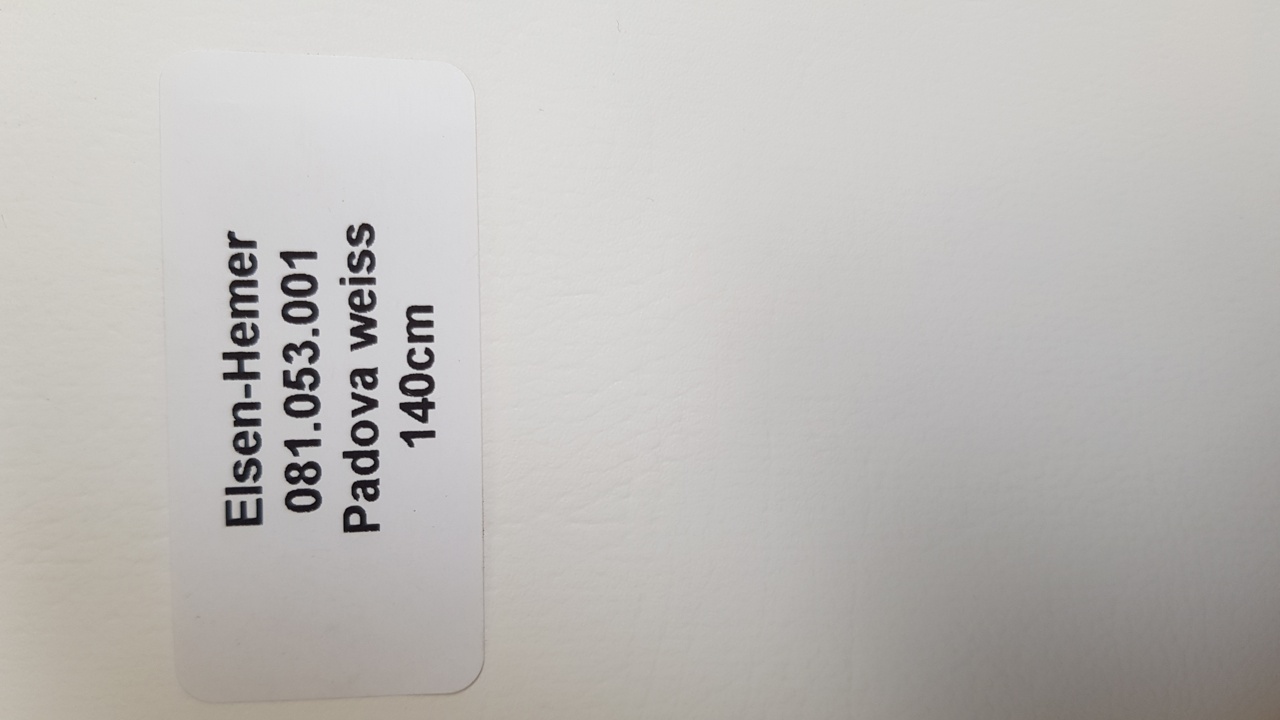 Elsen-Hemer
081.053.001
Padova weiss
140cm